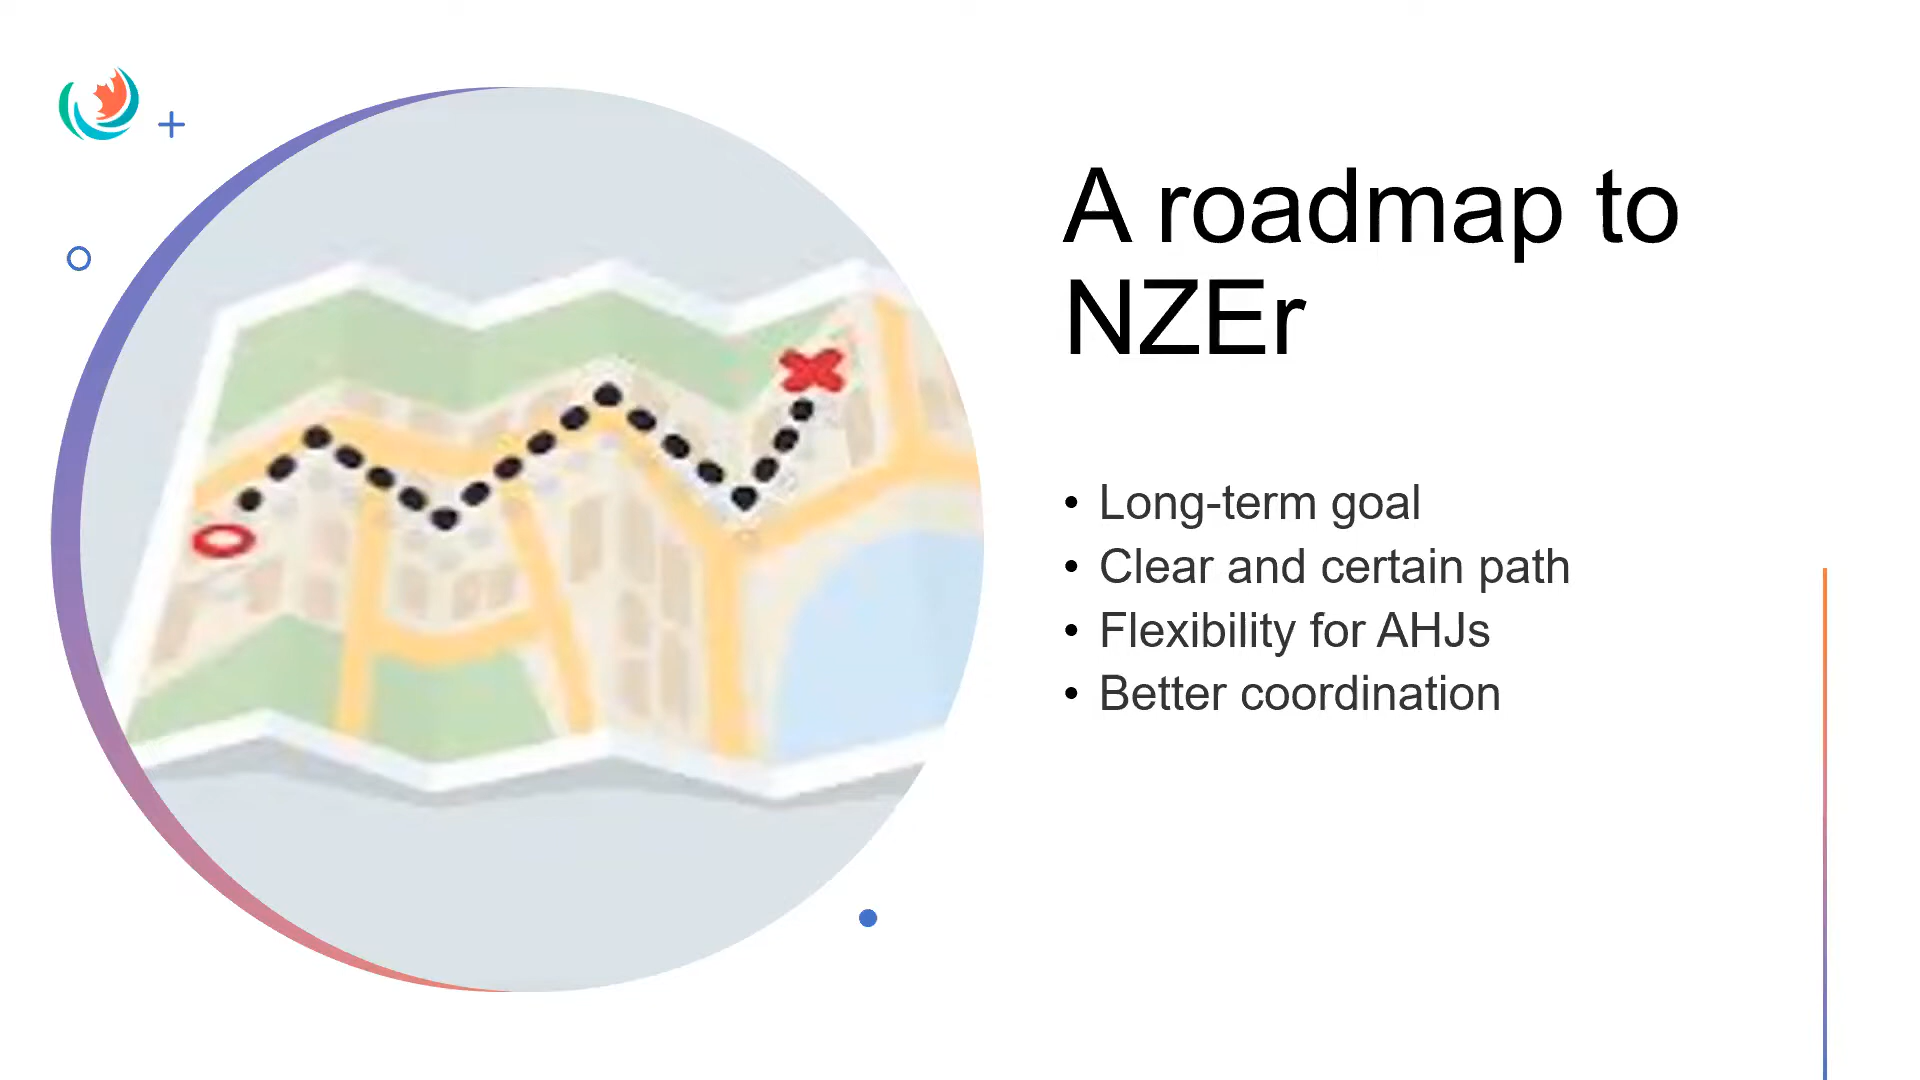 A roadmap to
NZEr
• Long-term goal
• Clear and certain path
• Flexibility for AHJs
• Better coordination